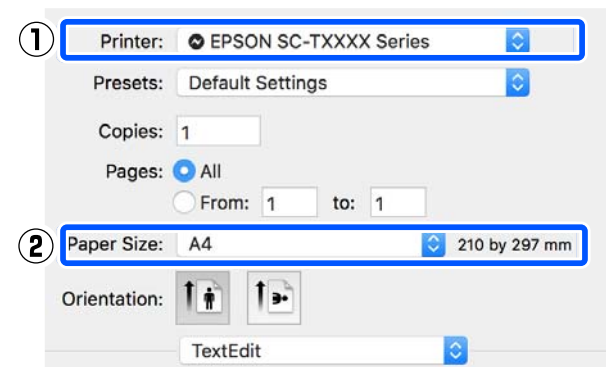 ① Printer: EPSON SC-TXXXX Series
Presets: Default Settings
Copies: 1
Pages: All
From: 1 to: 1
② Paper Size: A4 210 by 297 mm
Orientation:
TextEdit